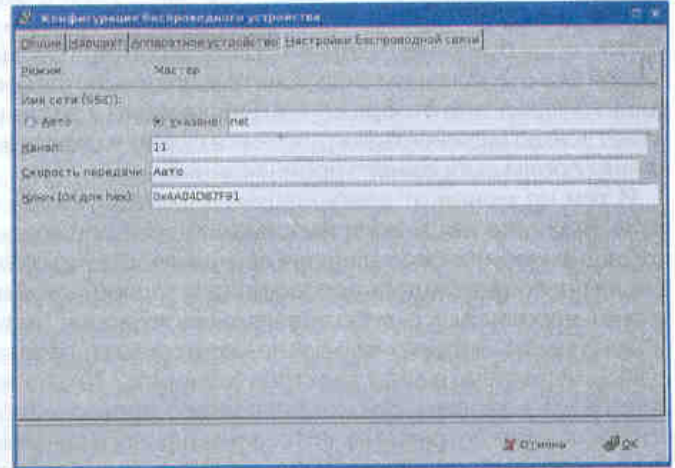 Конфигурация беспроводного устройства
Общие Маршрут Аппаратное устройство Настройки беспроводной связи
Режим: Мастер
Имя сети (SSID):
Авто Указано: net
Канал: 11
Скорость передачи: Авто
Ключ (0x для hex): 0xAA04D87F91
Отмена OK